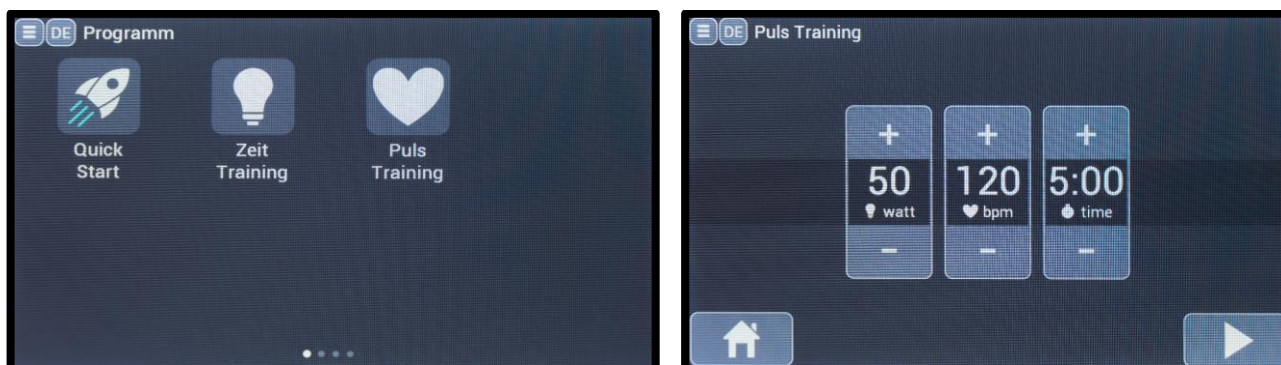 DE Programm
Quick
Start
Zeit
Training
Puls
Training
DE Puls Training
+ + +
50 120 5:00
watt bpm time
- - -